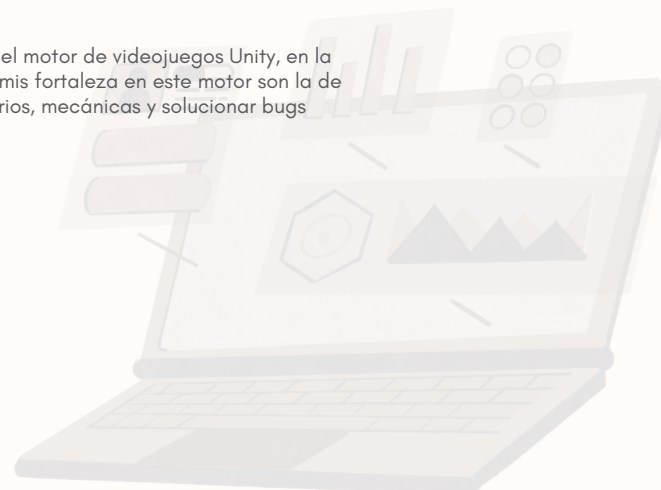 el motor de videojuegos Unity, en la
mis fortaleza en este motor son la de
rios, mecánicas y solucionar bugs